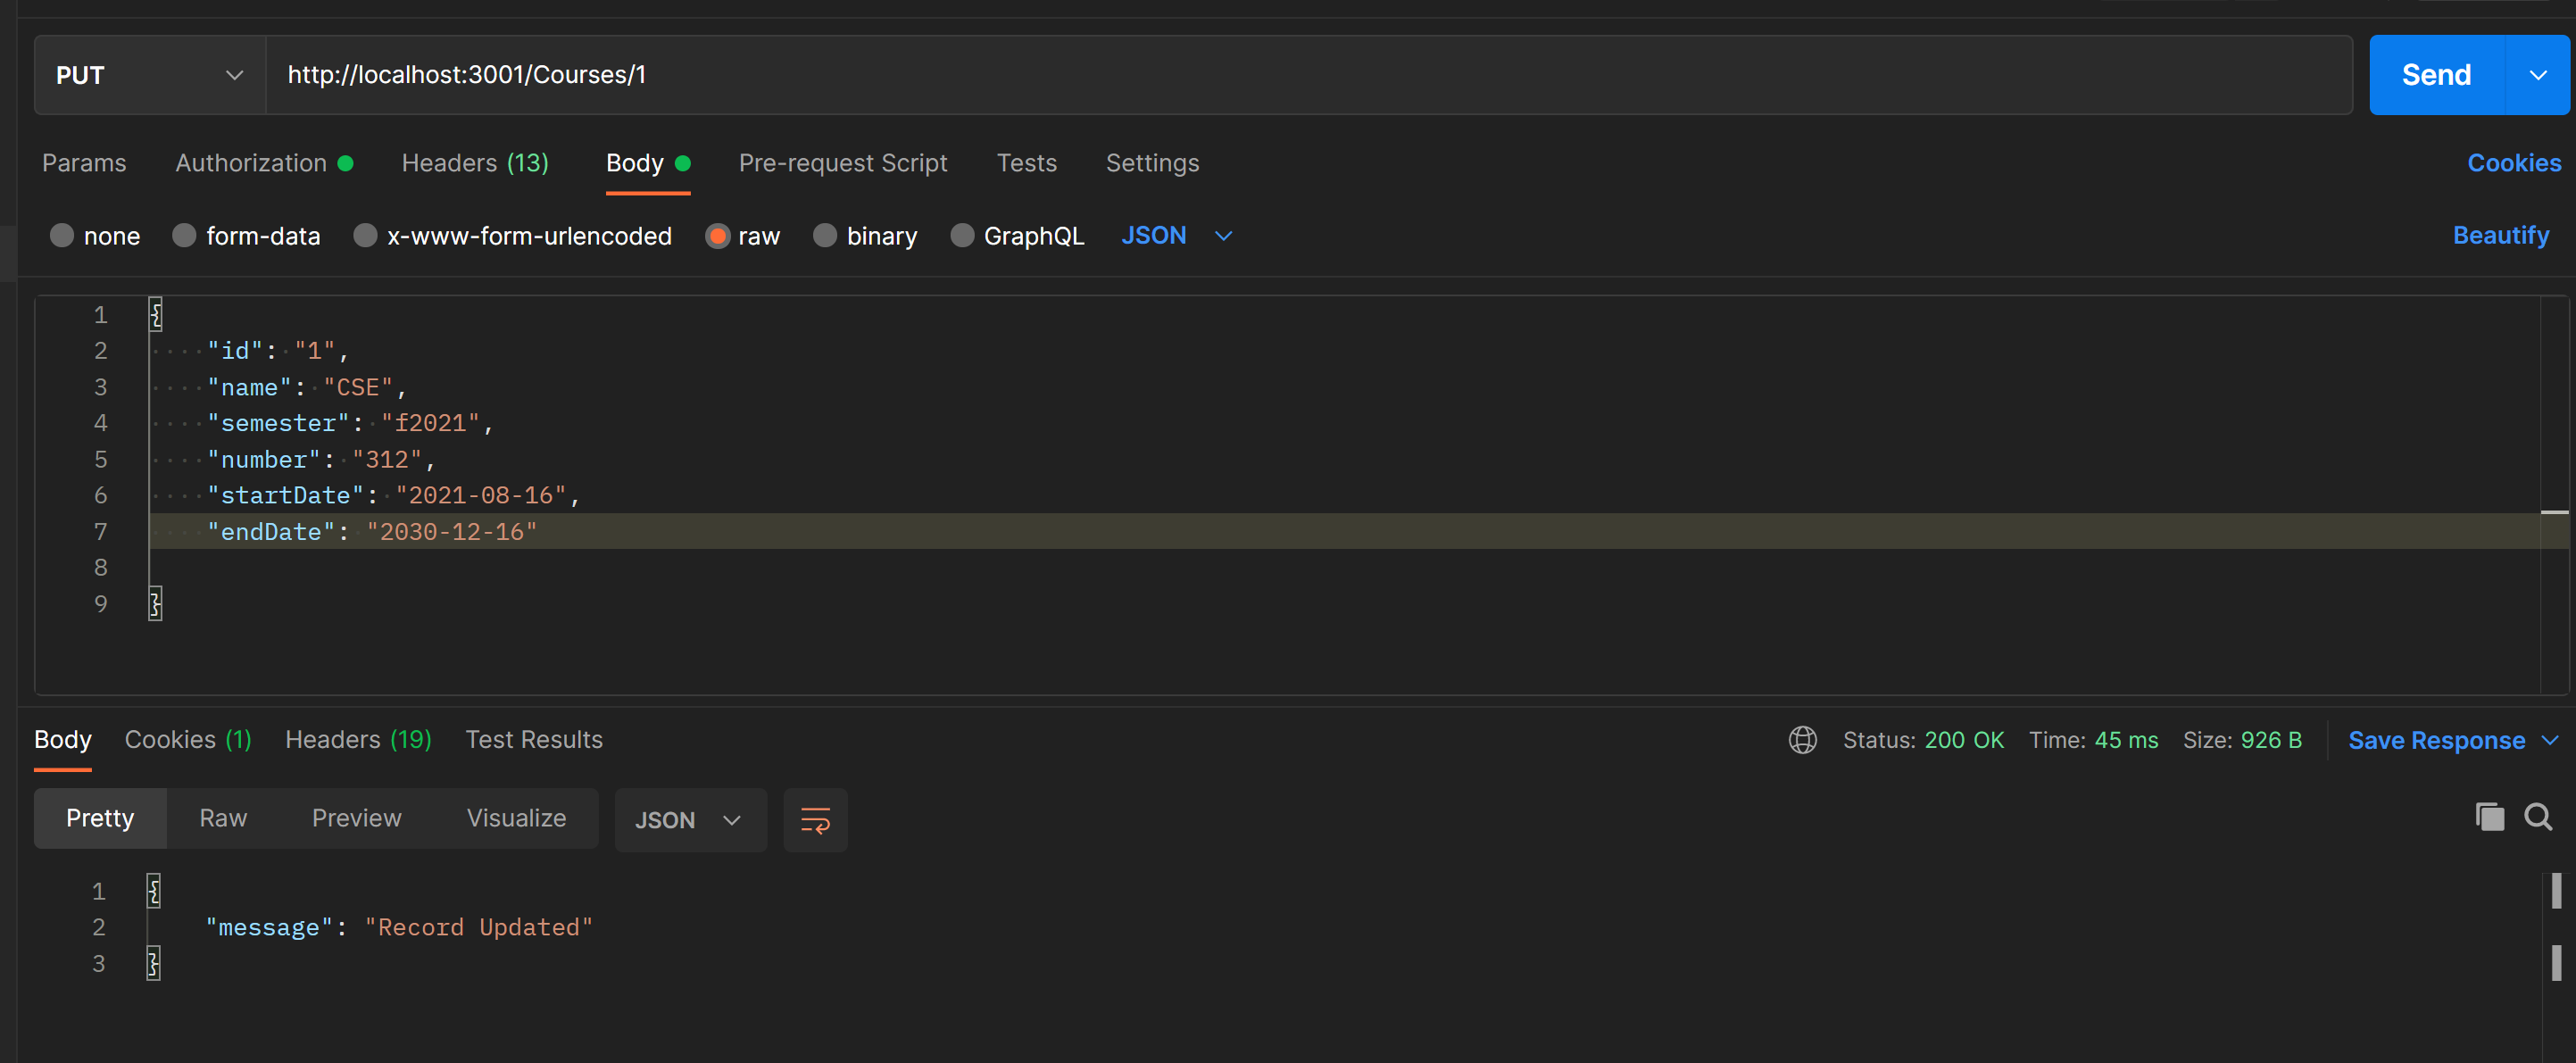 PUT http://localhost:3001/Courses/1 Send
Params Authorization Headers (13) Body Pre-request Script Tests Settings Cookies
none form-data x-www-form-urlencoded raw binary GraphQL JSON Beautify
1 {
2 "id": "1",
3 "name": "CSE",
4 "semester": "f2021",
5 "number": "312",
6 "startDate": "2021-08-16",
7 "endDate": "2030-12-16"
8
9 }
Body Cookies (1) Headers (19) Test Results Status: 200 OK Time: 45 ms Size: 926 B Save Response
Pretty Raw Preview Visualize JSON
1 {
2 "message": "Record Updated"
3 }